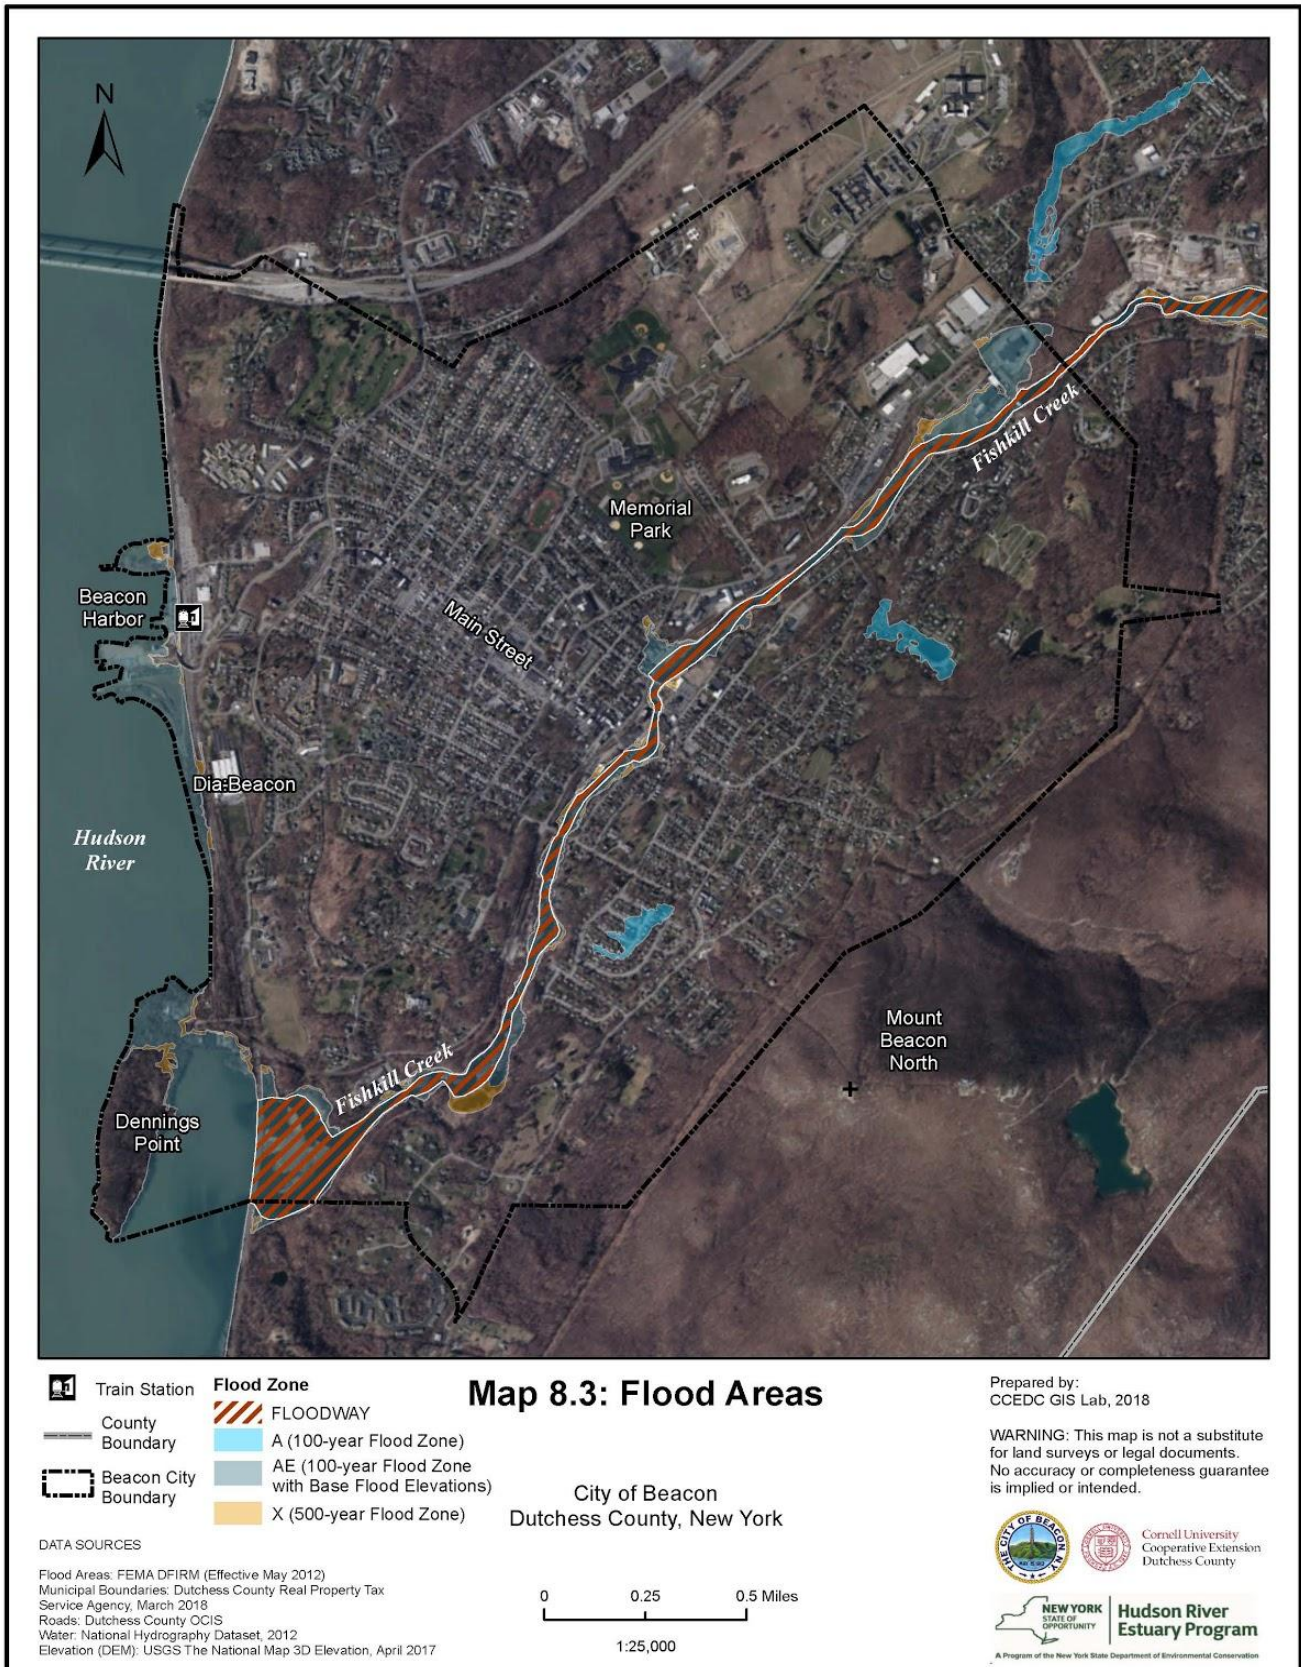 N
Fishkill Creek
Memorial
Park
Beacon
Harbor
Main Street
Dia:Beacon
Hudson
River
Mount
Beacon
North
Fishkill Creek
Dennings
Point
Train Station
County
Boundary
Beacon City
Boundary
Flood Zone
FLOODWAY
A (100-year Flood Zone)
AE (100-year Flood Zone
with Base Flood Elevations)
X (500-year Flood Zone)
Map 8.3: Flood Areas
City of Beacon
Dutchess County, New York
0 0.25 0.5 Miles
1:25,000
DATA SOURCES
Flood Areas: FEMA DFIRM (Effective May 2012)
Municipal Boundaries: Dutchess County Real Property Tax
Service Agency, March 2018
Roads: Dutchess County OCIS
Water: National Hydrography Dataset, 2012
Elevation (DEM): USGS The National Map 3D Elevation, April 2017
Prepared by:
CCEDC GIS Lab, 2018
WARNING: This map is not a substitute
for land surveys or legal documents.
No accuracy or completeness guarantee
is implied or intended.
THE CITY OF BEACON N.Y.
Cornell University
Cooperative Extension
Dutchess County
NEW YORK
STATE OF
OPPORTUNITY
Hudson River
Estuary Program
A Program of the New York State Department of Environmental Conservation